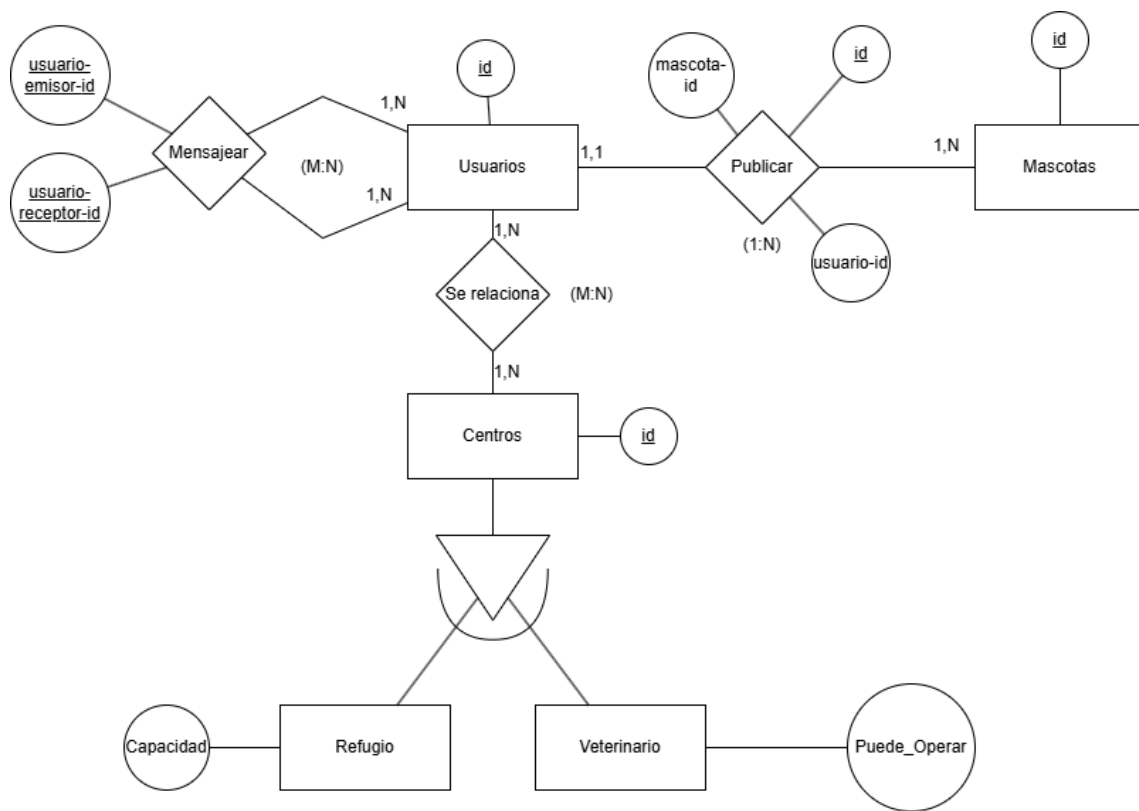 usuario-
emisor-id
usuario-
receptor-id
Mensajear
(M:N)
1,N
1,N
id
Usuarios
1,1
mascota-
id
id
Publicar
(1:N)
usuario-id
1,N
id
Mascotas
1,N
Se relaciona
(M:N)
1,N
Centros
id
Capacidad
Refugio
Veterinario
Puede_Operar